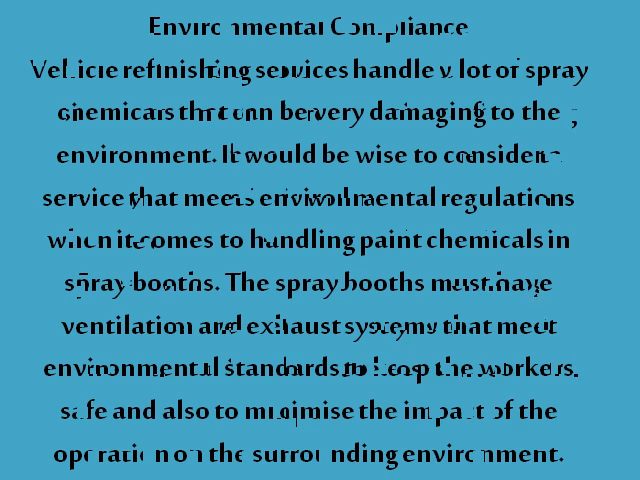 Environmental Compliance
Vehicle refinishing services handle a lot of spray
chemicals that can be very damaging to the
environment. It would be wise to consider a
service that meets environmental regulations
when it comes to handling paint chemicals in
spray booths. The spray booths must have
ventilation and exhaust systems that meet
environmental standards to keep the workers
safe and also to minimise the impact of the
operation on the surrounding environment.